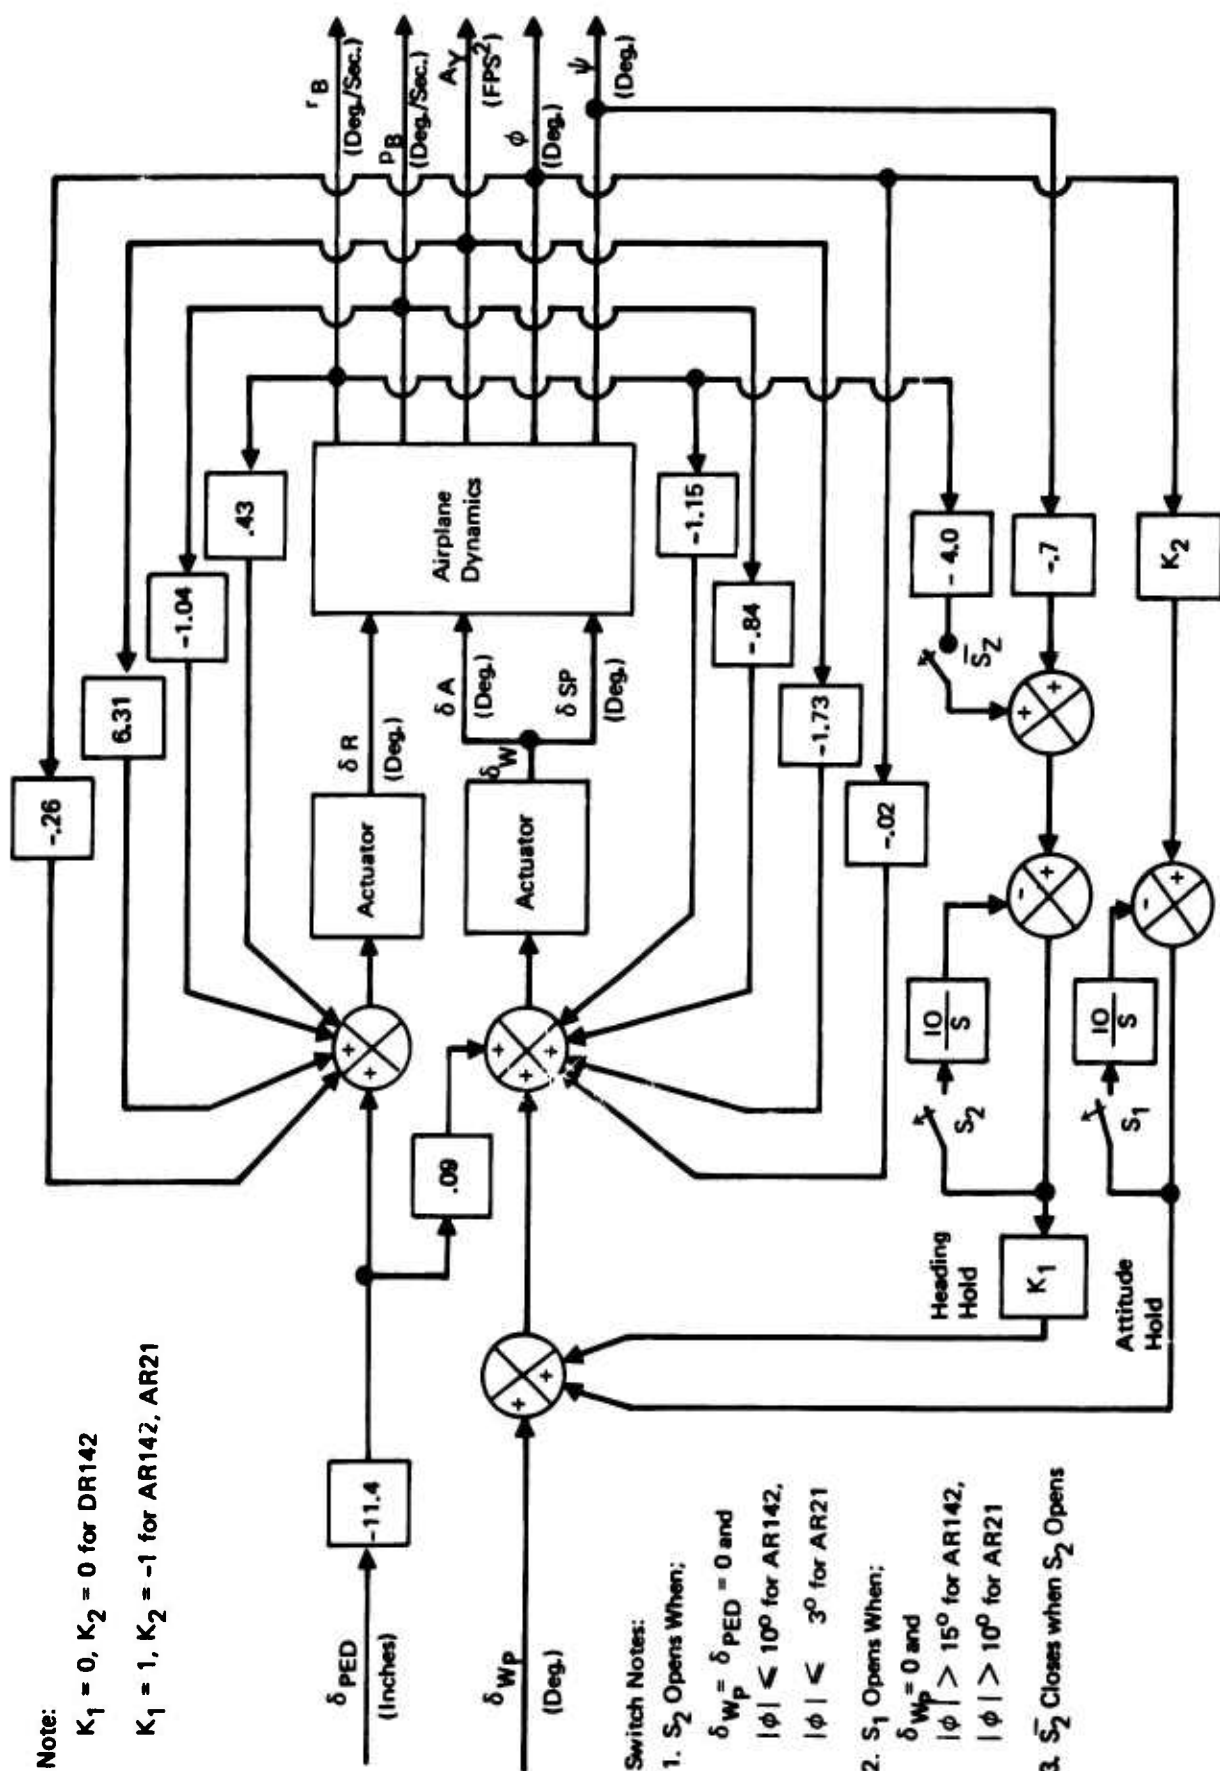 Note:
K1 = 0, K2 = 0 for DR142
K1 = 1, K2 = −1 for AR142, AR21
δPED
(Inches)
-11.4
δWP
(Deg.)
.09
-.26
6.31
-1.04
.43
+
+
Actuator
δR
(Deg.)
+
+
+
+
+
Actuator
δW
δA
(Deg.)
δSP
(Deg.)
Airplane
Dynamics
rB
(Deg./Sec.)
PB
(Deg./Sec.)
AY
(FPS2)
ϕ
(Deg.)
ψ
(Deg.)
-1.15
-.84
-1.73
-.02
- 4.0
-.7
K2
S̄Z
+
+
-
+
-
+
10
S
S2
10
S
S1
Heading
Hold
K1
Attitude
Hold
Switch Notes:
1. S2 Opens When;
δWP = δPED = 0 and
|ϕ| ⩽ 10° for AR142,
|ϕ| ⩽ 3° for AR21
2. S1 Opens When;
δWP = 0 and
|ϕ| > 15° for AR142,
|ϕ| > 10° for AR21
3. S̄2 Closes when S2 Opens